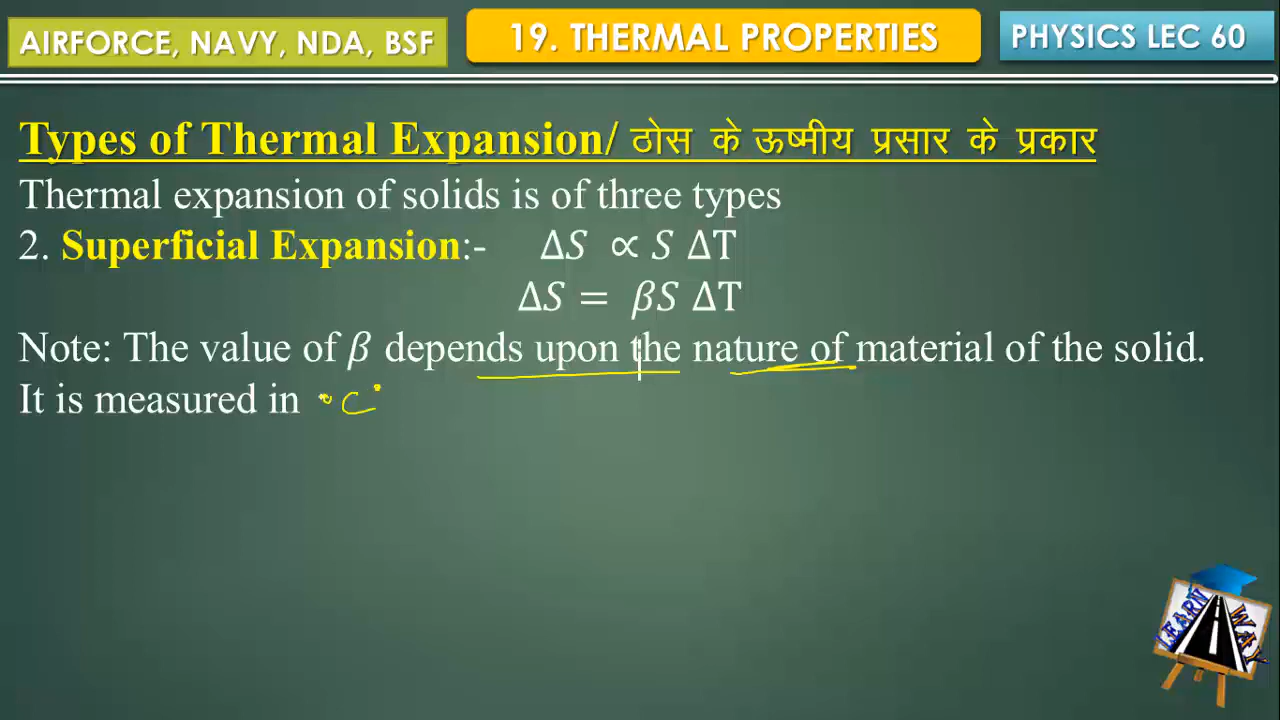 AIRFORCE, NAVY, NDA, BSF
19. THERMAL PROPERTIES
PHYSICS LEC 60
Types of Thermal Expansion/ ठोस के ऊष्मीय प्रसार के प्रकार
Thermal expansion of solids is of three types
2. Superficial Expansion:- ΔS ∝ S ΔT
ΔS = βS ΔT
Note: The value of β depends upon the nature of material of the solid.
It is measured in °C
LEARN WAY